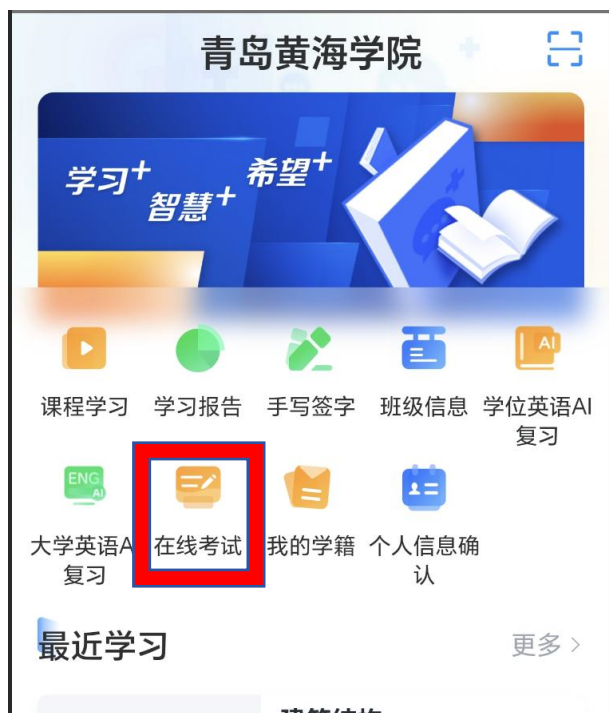 青岛黄海学院
学习+
智慧+
希望+
课程学习 学习报告 手写签字 班级信息 学位英语AI
复习
AI
ENG
AI
大学英语A 在线考试 我的学籍 个人信息确
复习 认
最近学习 更多 >